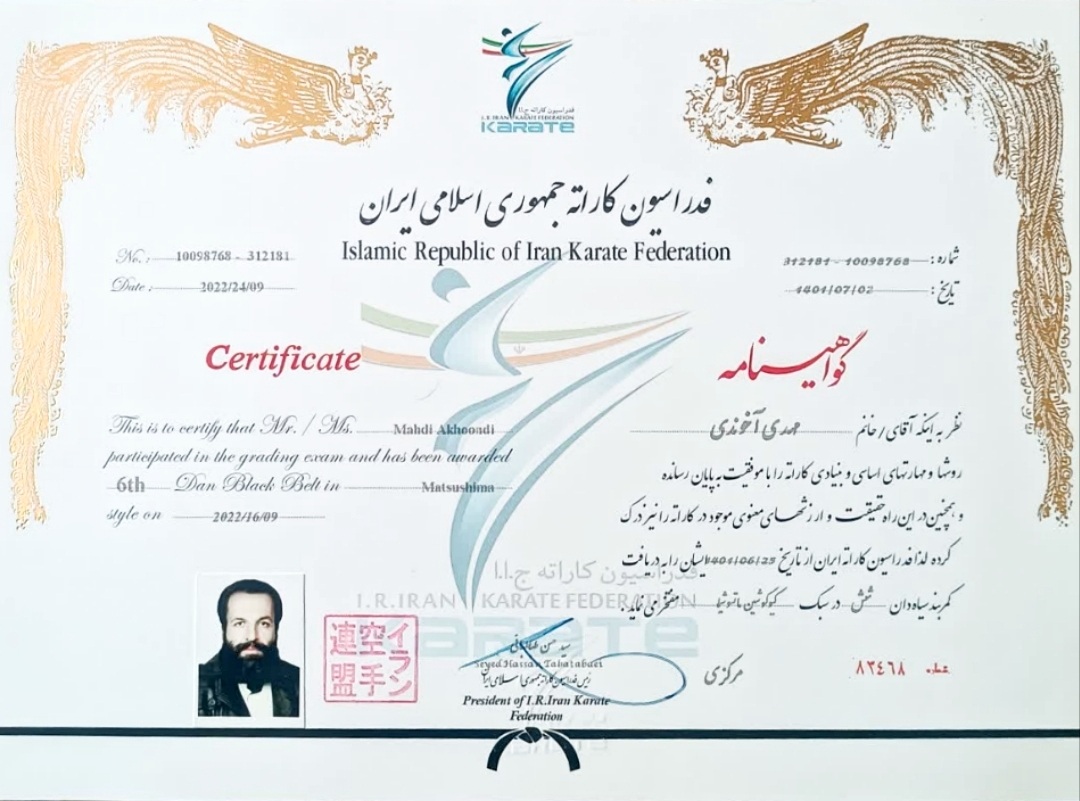 فدراسیون کاراته ج.ا.ا
I.R.IRAN KARATE FEDERATION
KARATE
فدراسیون کاراته جمهوری اسلامی ایران
Islamic Republic of Iran Karate Federation
No.: 10098768 - 312181
Date: 2022/24/09
شماره: 312181 - 10098768
تاریخ: 1401/07/02
Certificate
This is to certify that Mr. / Ms. Mahdi Akhoondi
participated in the grading exam and has been awarded
6th Dan Black Belt in Matsushima
style on 2022/16/09
گواهینامه
نظر به اینکه آقای/خانم مهدی آخوندی
روشها و مهارتهای اساسی و بنیادی کاراته را با موفقیت به پایان رسانده
و همچنین در این راه حقیقت و ارزشهای معنوی موجود در کاراته را نیز درک
کرده لذا فدراسیون کاراته ایران از تاریخ 1401/06/25 ایشان را به دریافت
کمربند سیاه دان شش در سبک کیوکوشین ماتسوشیما مفتخر می نماید.
فدراسیون کاراته ج.ا.ا
I.R.IRAN KARATE FEDERATION
Karate
イラン
空手
連盟
سید حسن طباطبائی
Seyed Hassan Tabatabaei
رئیس فدراسیون کاراته جمهوری اسلامی ایران
President of I.R.Iran Karate
Federation
مرکزی
شماره ۸۳۴۶۸